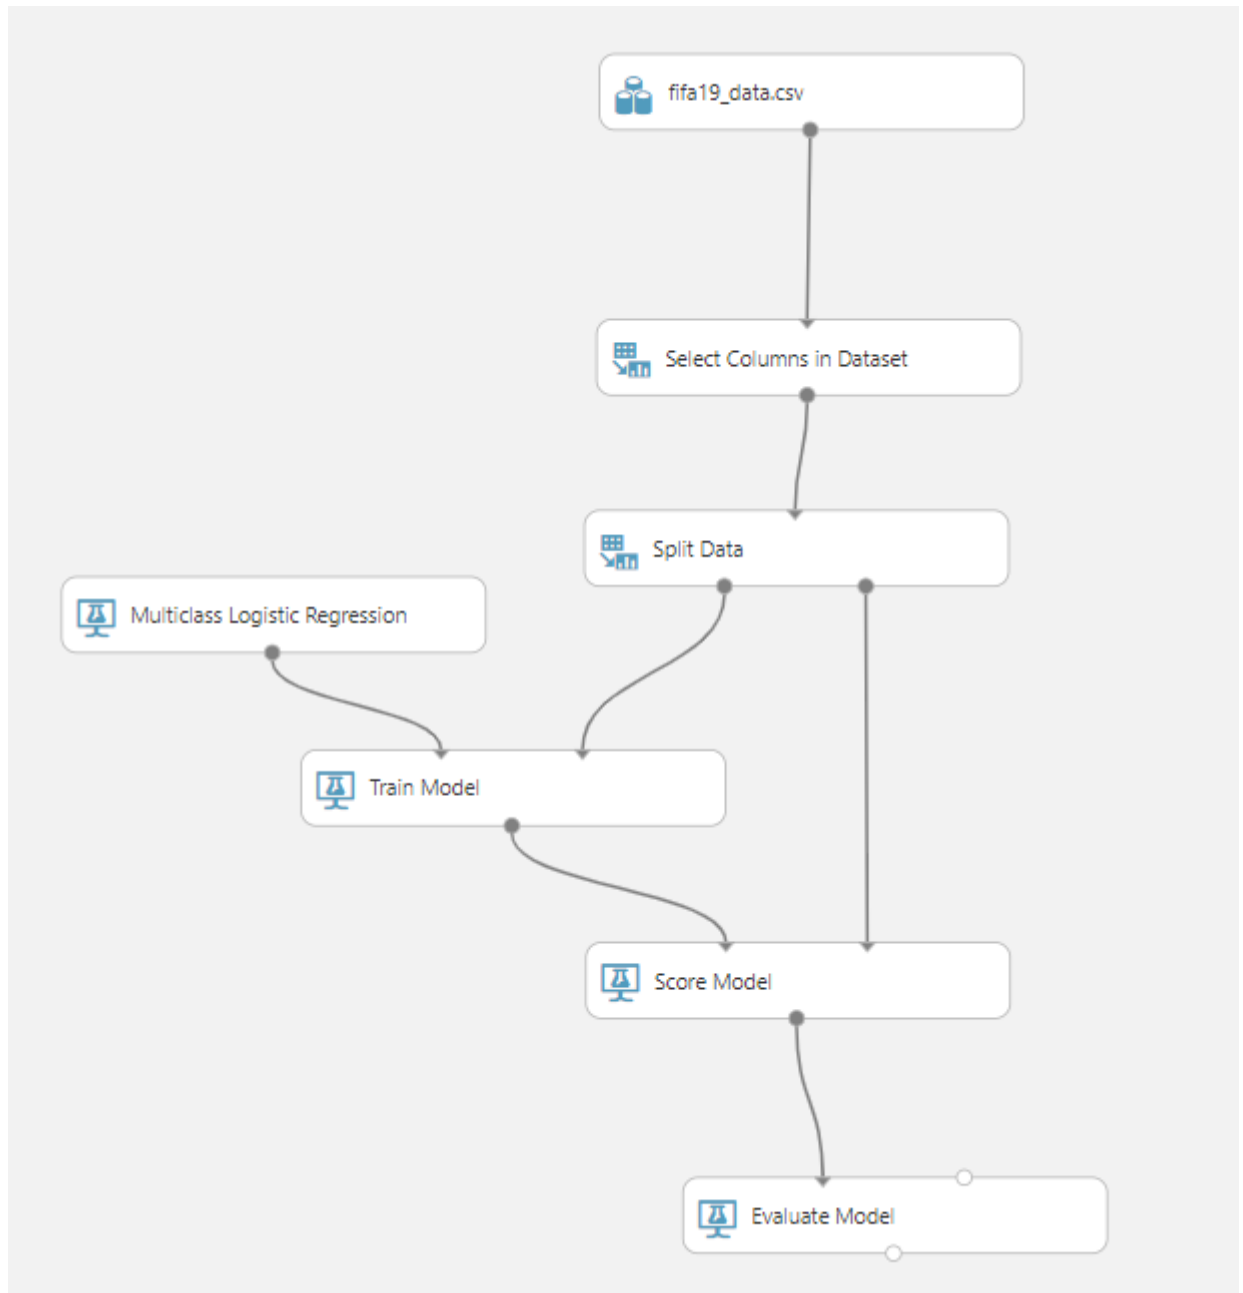 fifa19_data.csv
Select Columns in Dataset
Split Data
Multiclass Logistic Regression
Train Model
Score Model
Evaluate Model